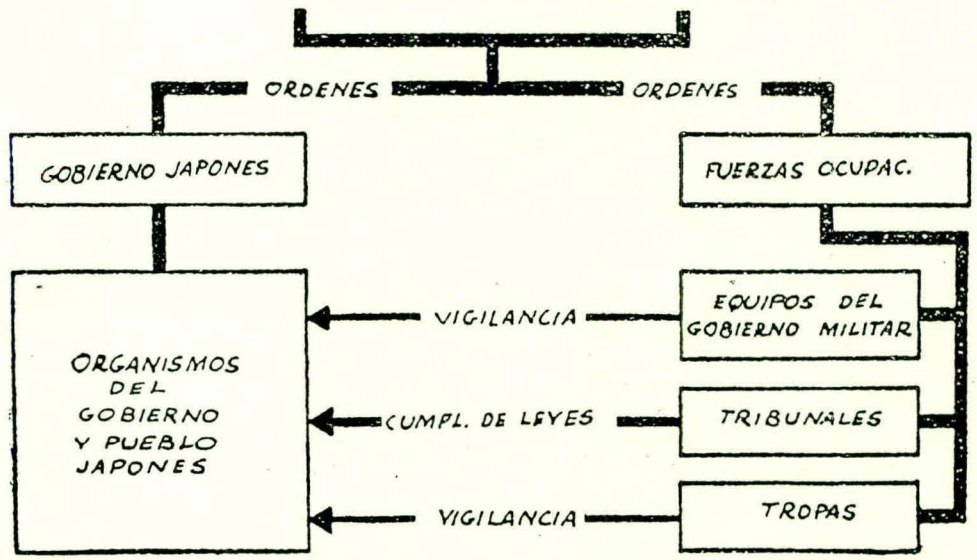 ORDENES
ORDENES
GOBIERNO JAPONES
FUERZAS OCUPAC.
ORGANISMOS
DEL
GOBIERNO
Y PUEBLO
JAPONES
VIGILANCIA
EQUIPOS DEL
GOBIERNO MILITAR
CUMPL. DE LEYES
TRIBUNALES
VIGILANCIA
TROPAS